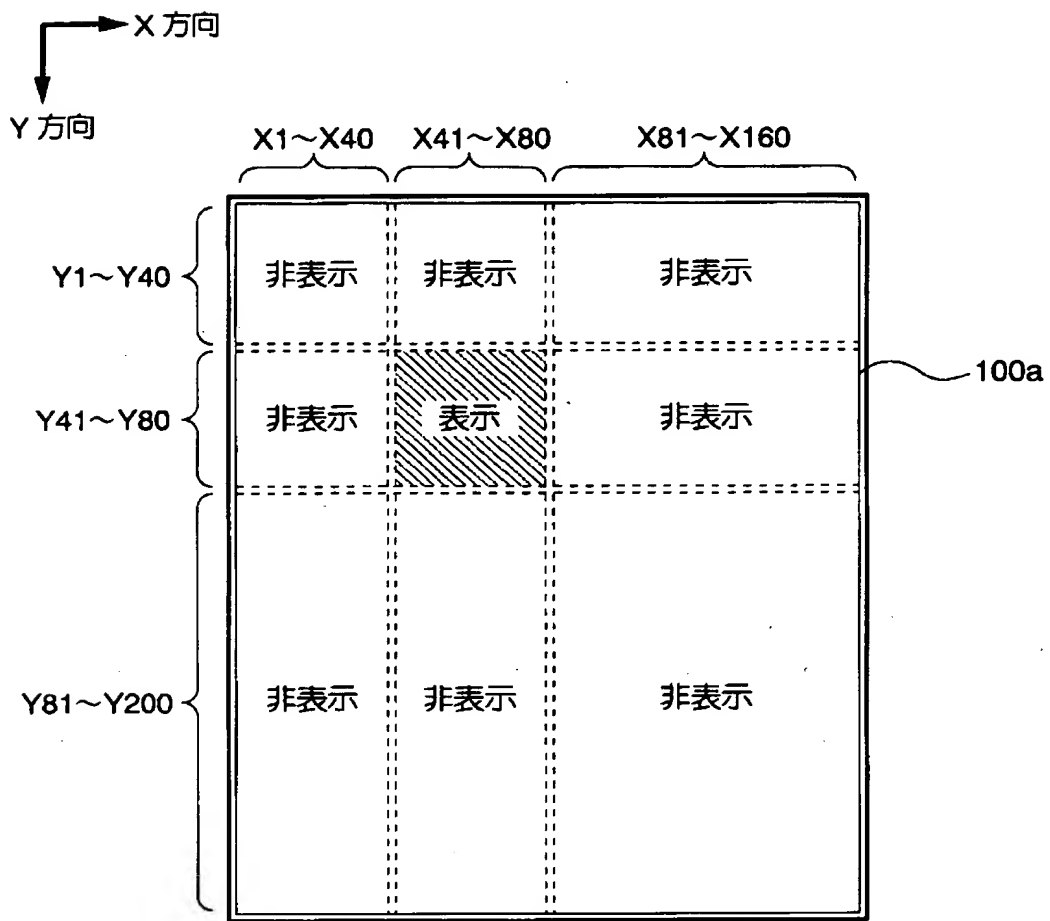 X 方向
Y 方向
X1～X40 X41～X80 X81～X160
Y1～Y40 非表示 非表示 非表示
100a
Y41～Y80 非表示 表示 非表示
Y81～Y200 非表示 非表示 非表示